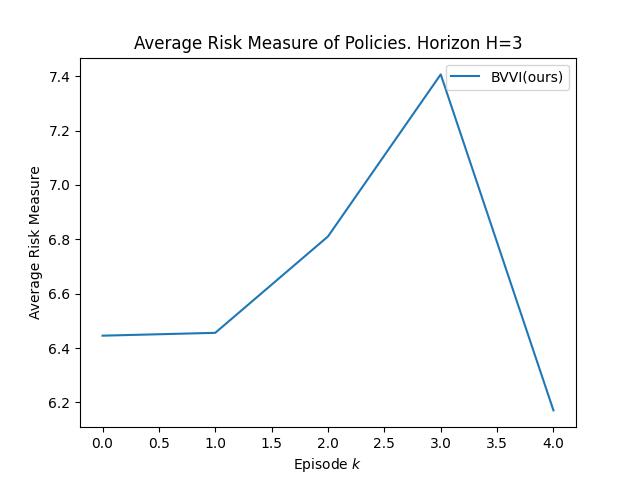 Average Risk Measure of Policies. Horizon H=3
BVVI(ours)
Average Risk Measure
7.4
7.2
7.0
6.8
6.6
6.4
6.2
0.0 0.5 1.0 1.5 2.0 2.5 3.0 3.5 4.0
Episode k